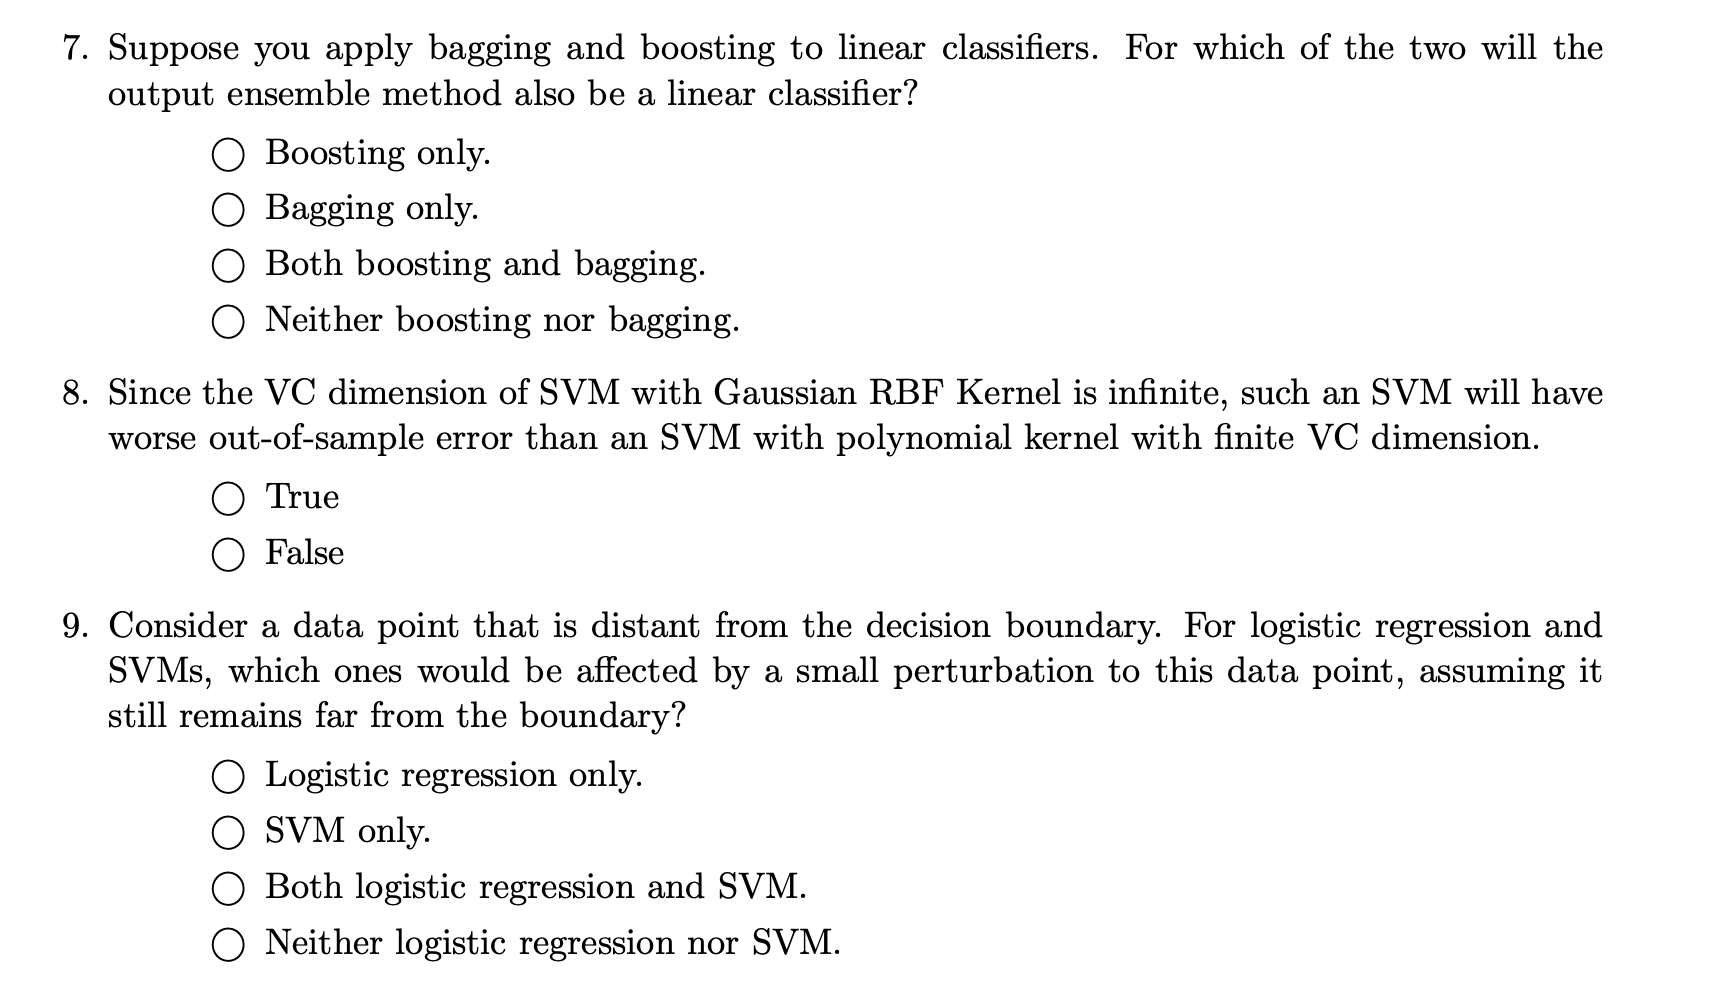 7. Suppose you apply bagging and boosting to linear classifiers. For which of the two will the
output ensemble method also be a linear classifier?
Boosting only.
Bagging only.
Both boosting and bagging.
Neither boosting nor bagging.
8. Since the VC dimension of SVM with Gaussian RBF Kernel is infinite, such an SVM will have
worse out-of-sample error than an SVM with polynomial kernel with finite VC dimension.
True
False
9. Consider a data point that is distant from the decision boundary. For logistic regression and
SVMs, which ones would be affected by a small perturbation to this data point, assuming it
still remains far from the boundary?
Logistic regression only.
SVM only.
Both logistic regression and SVM.
Neither logistic regression nor SVM.